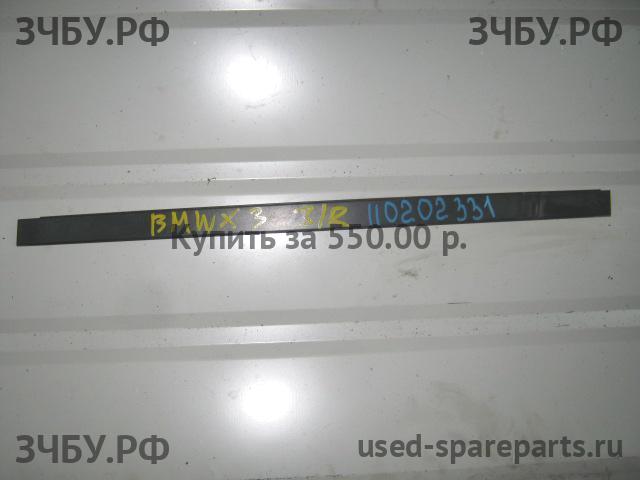 ЗЧБУ.РФ ЗЧБУ.РФ
BMWX3 З/R 110202331
Купить за 550.00 р.
ЗЧБУ.РФ used-spareparts.ru